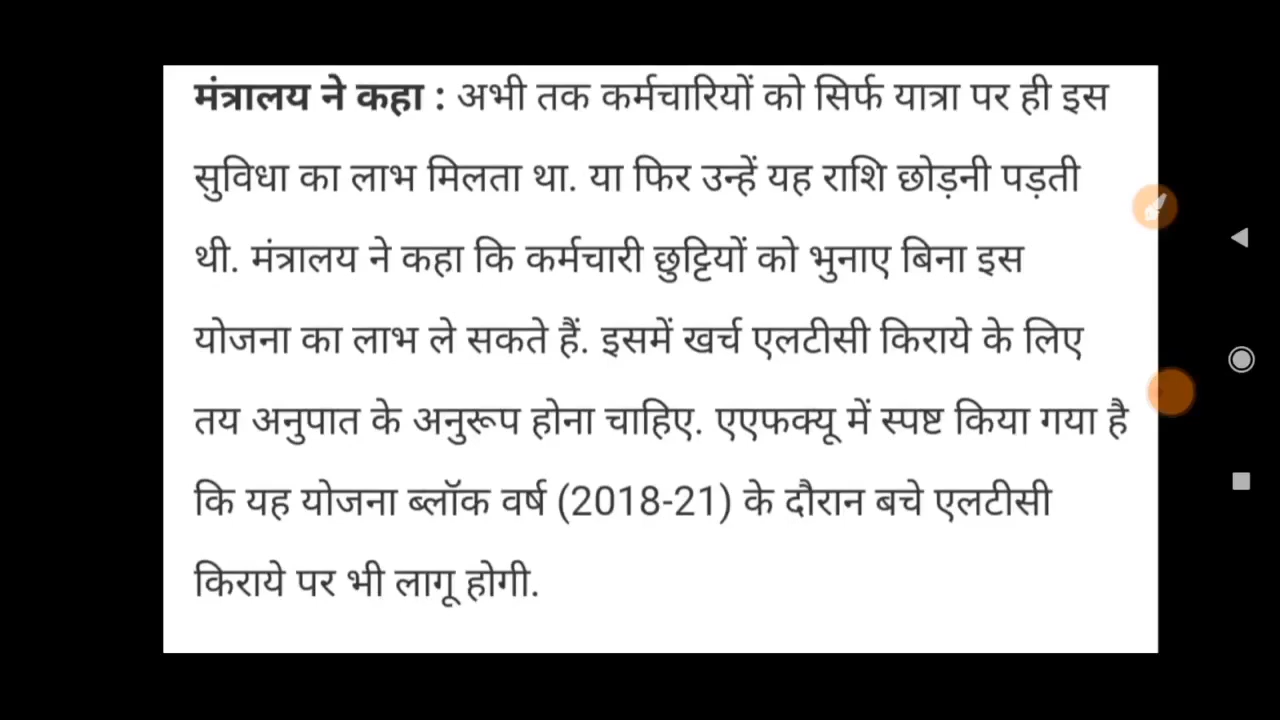 मंत्रालय ने कहा : अभी तक कर्मचारियों को सिर्फ यात्रा पर ही इस
सुविधा का लाभ मिलता था. या फिर उन्हें यह राशि छोड़नी पड़ती
थी. मंत्रालय ने कहा कि कर्मचारी छुट्टियों को भुनाए बिना इस
योजना का लाभ ले सकते हैं. इसमें खर्च एलटीसी किराये के लिए
तय अनुपात के अनुरूप होना चाहिए. एएफक्यू में स्पष्ट किया गया है
कि यह योजना ब्लॉक वर्ष (2018-21) के दौरान बचे एलटीसी
किराये पर भी लागू होगी.